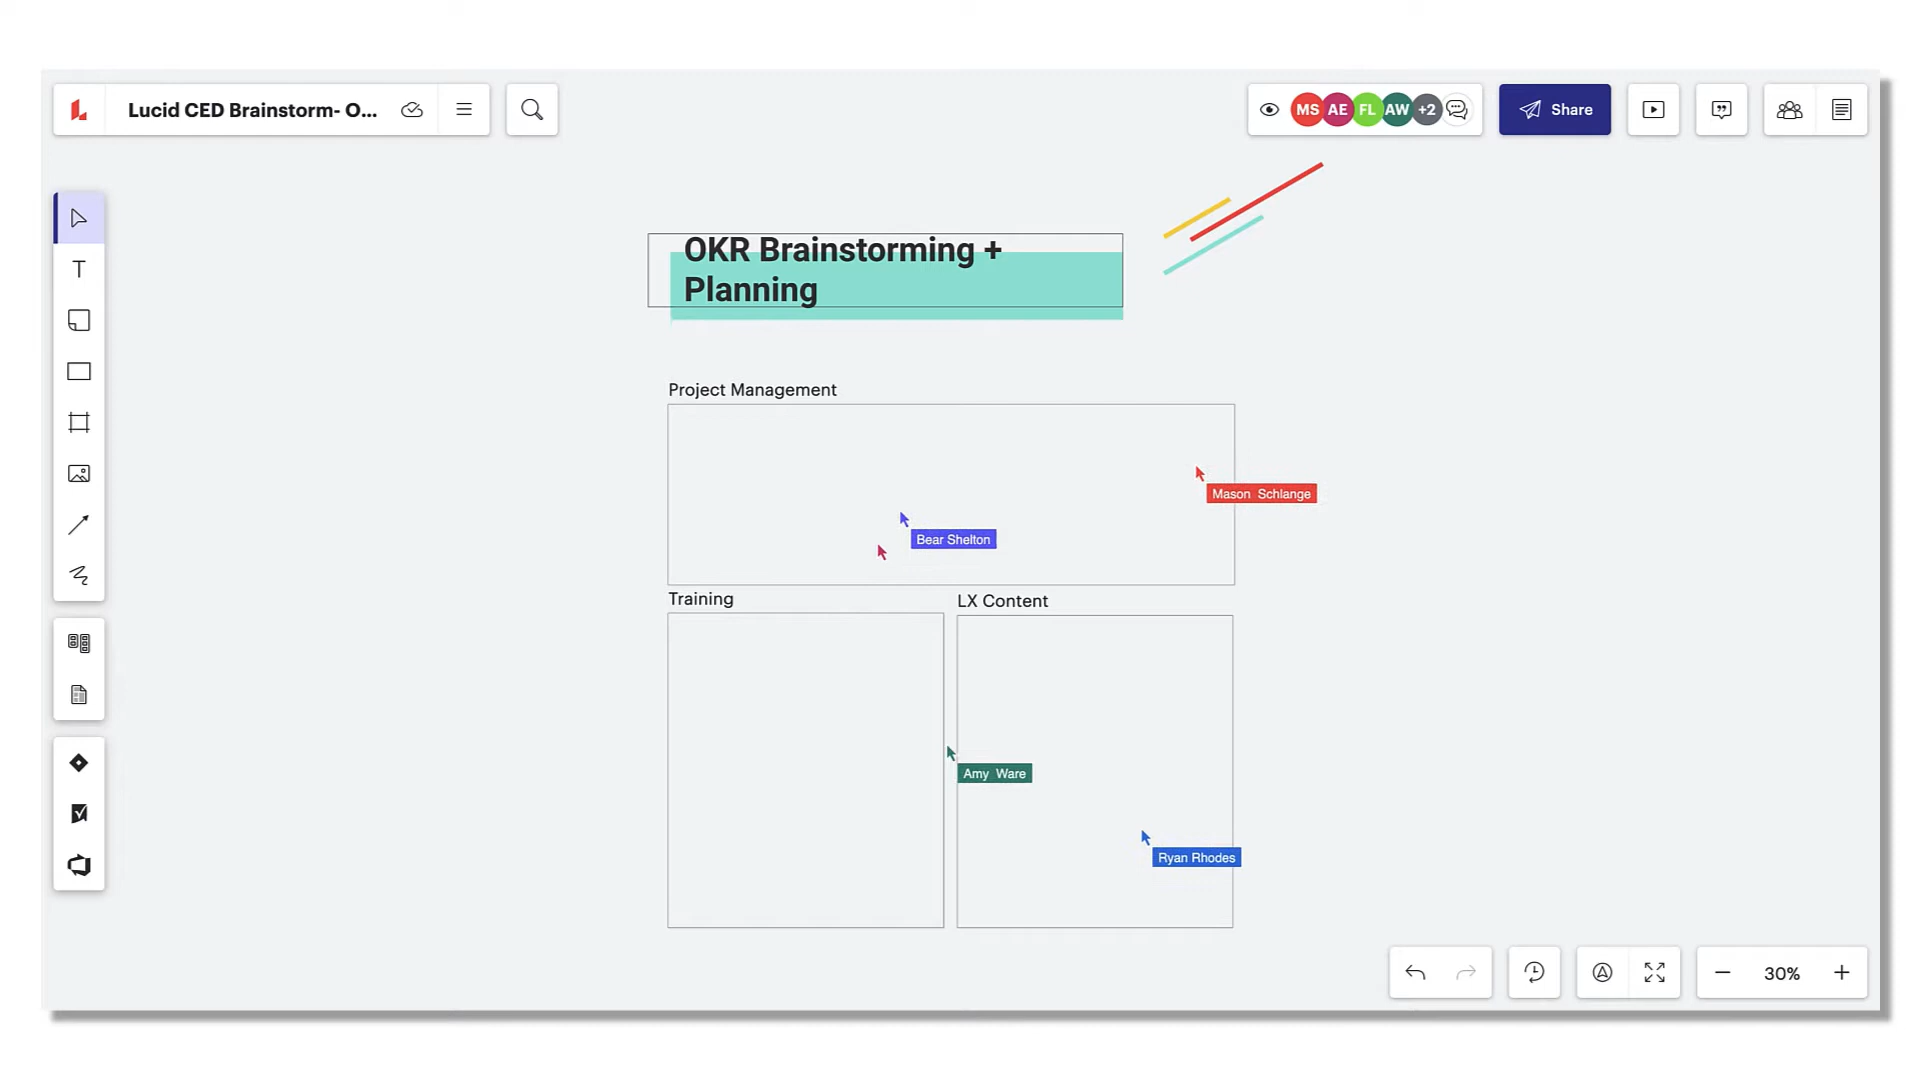 Lucid CED Brainstorm- O...
MS AE FL AW +2
Share
T
OKR Brainstorming +
Planning
Project Management
Mason Schlange
Bear Shelton
Training
LX Content
Amy Ware
Ryan Rhodes
30%